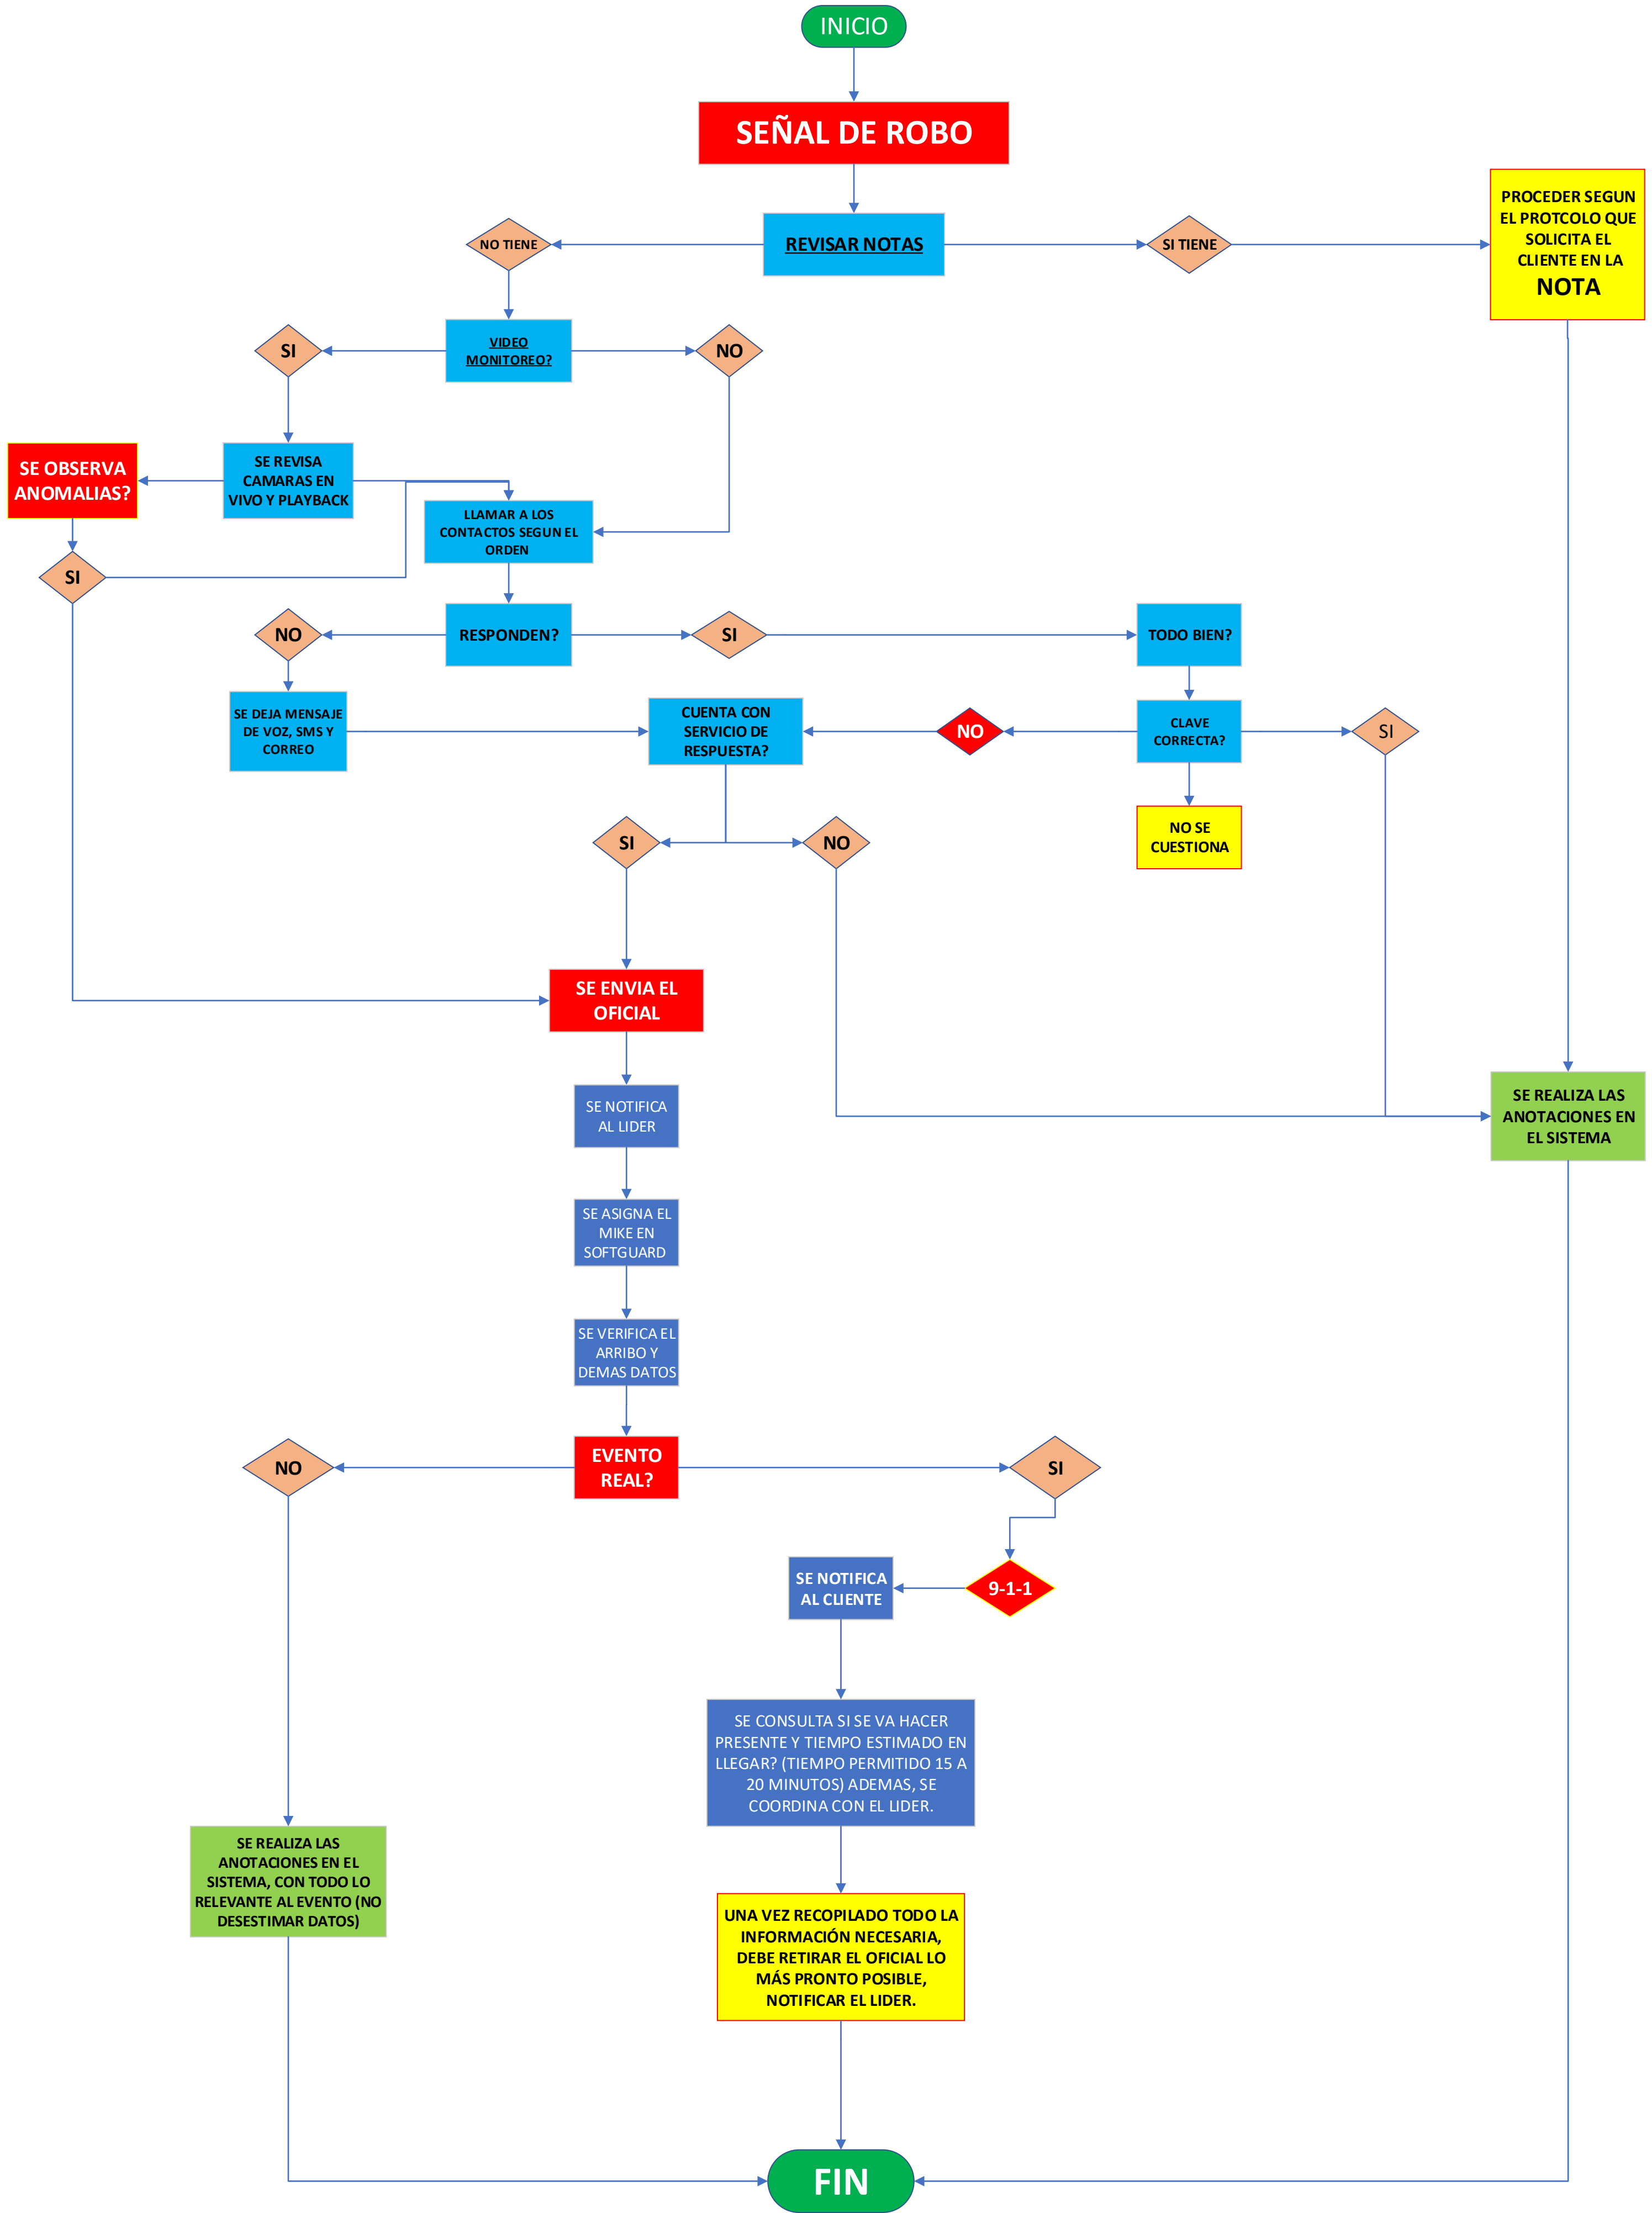 INICIO
SEÑAL DE ROBO
PROCEDER SEGUN
EL PROTCOLO QUE
SOLICITA EL
CLIENTE EN LA
NOTA
NO TIENE
REVISAR NOTAS
SI TIENE
SI
VIDEO
MONITOREO?
NO
SE OBSERVA
ANOMALIAS?
SE REVISA
CAMARAS EN
VIVO Y PLAYBACK
LLAMAR A LOS
CONTACTOS SEGUN EL
ORDEN
SI
NO
RESPONDEN?
SI
TODO BIEN?
SE DEJA MENSAJE
DE VOZ, SMS Y
CORREO
CUENTA CON
SERVICIO DE
RESPUESTA?
NO
CLAVE
CORRECTA?
SI
NO SE
CUESTIONA
SI
NO
SE ENVIA EL
OFICIAL
SE NOTIFICA
AL LIDER
SE REALIZA LAS
ANOTACIONES EN
EL SISTEMA
SE ASIGNA EL
MIKE EN
SOFTGUARD
SE VERIFICA EL
ARRIBO Y
DEMAS DATOS
NO
EVENTO
REAL?
SI
SE NOTIFICA
AL CLIENTE
9-1-1
SE CONSULTA SI SE VA HACER
PRESENTE Y TIEMPO ESTIMADO EN
LLEGAR? (TIEMPO PERMITIDO 15 A
20 MINUTOS) ADEMAS, SE
COORDINA CON EL LIDER.
SE REALIZA LAS
ANOTACIONES EN EL
SISTEMA, CON TODO LO
RELEVANTE AL EVENTO (NO
DESESTIMAR DATOS)
UNA VEZ RECOPILADO TODO LA
INFORMACIÓN NECESARIA,
DEBE RETIRAR EL OFICIAL LO
MÁS PRONTO POSIBLE,
NOTIFICAR EL LIDER.
FIN